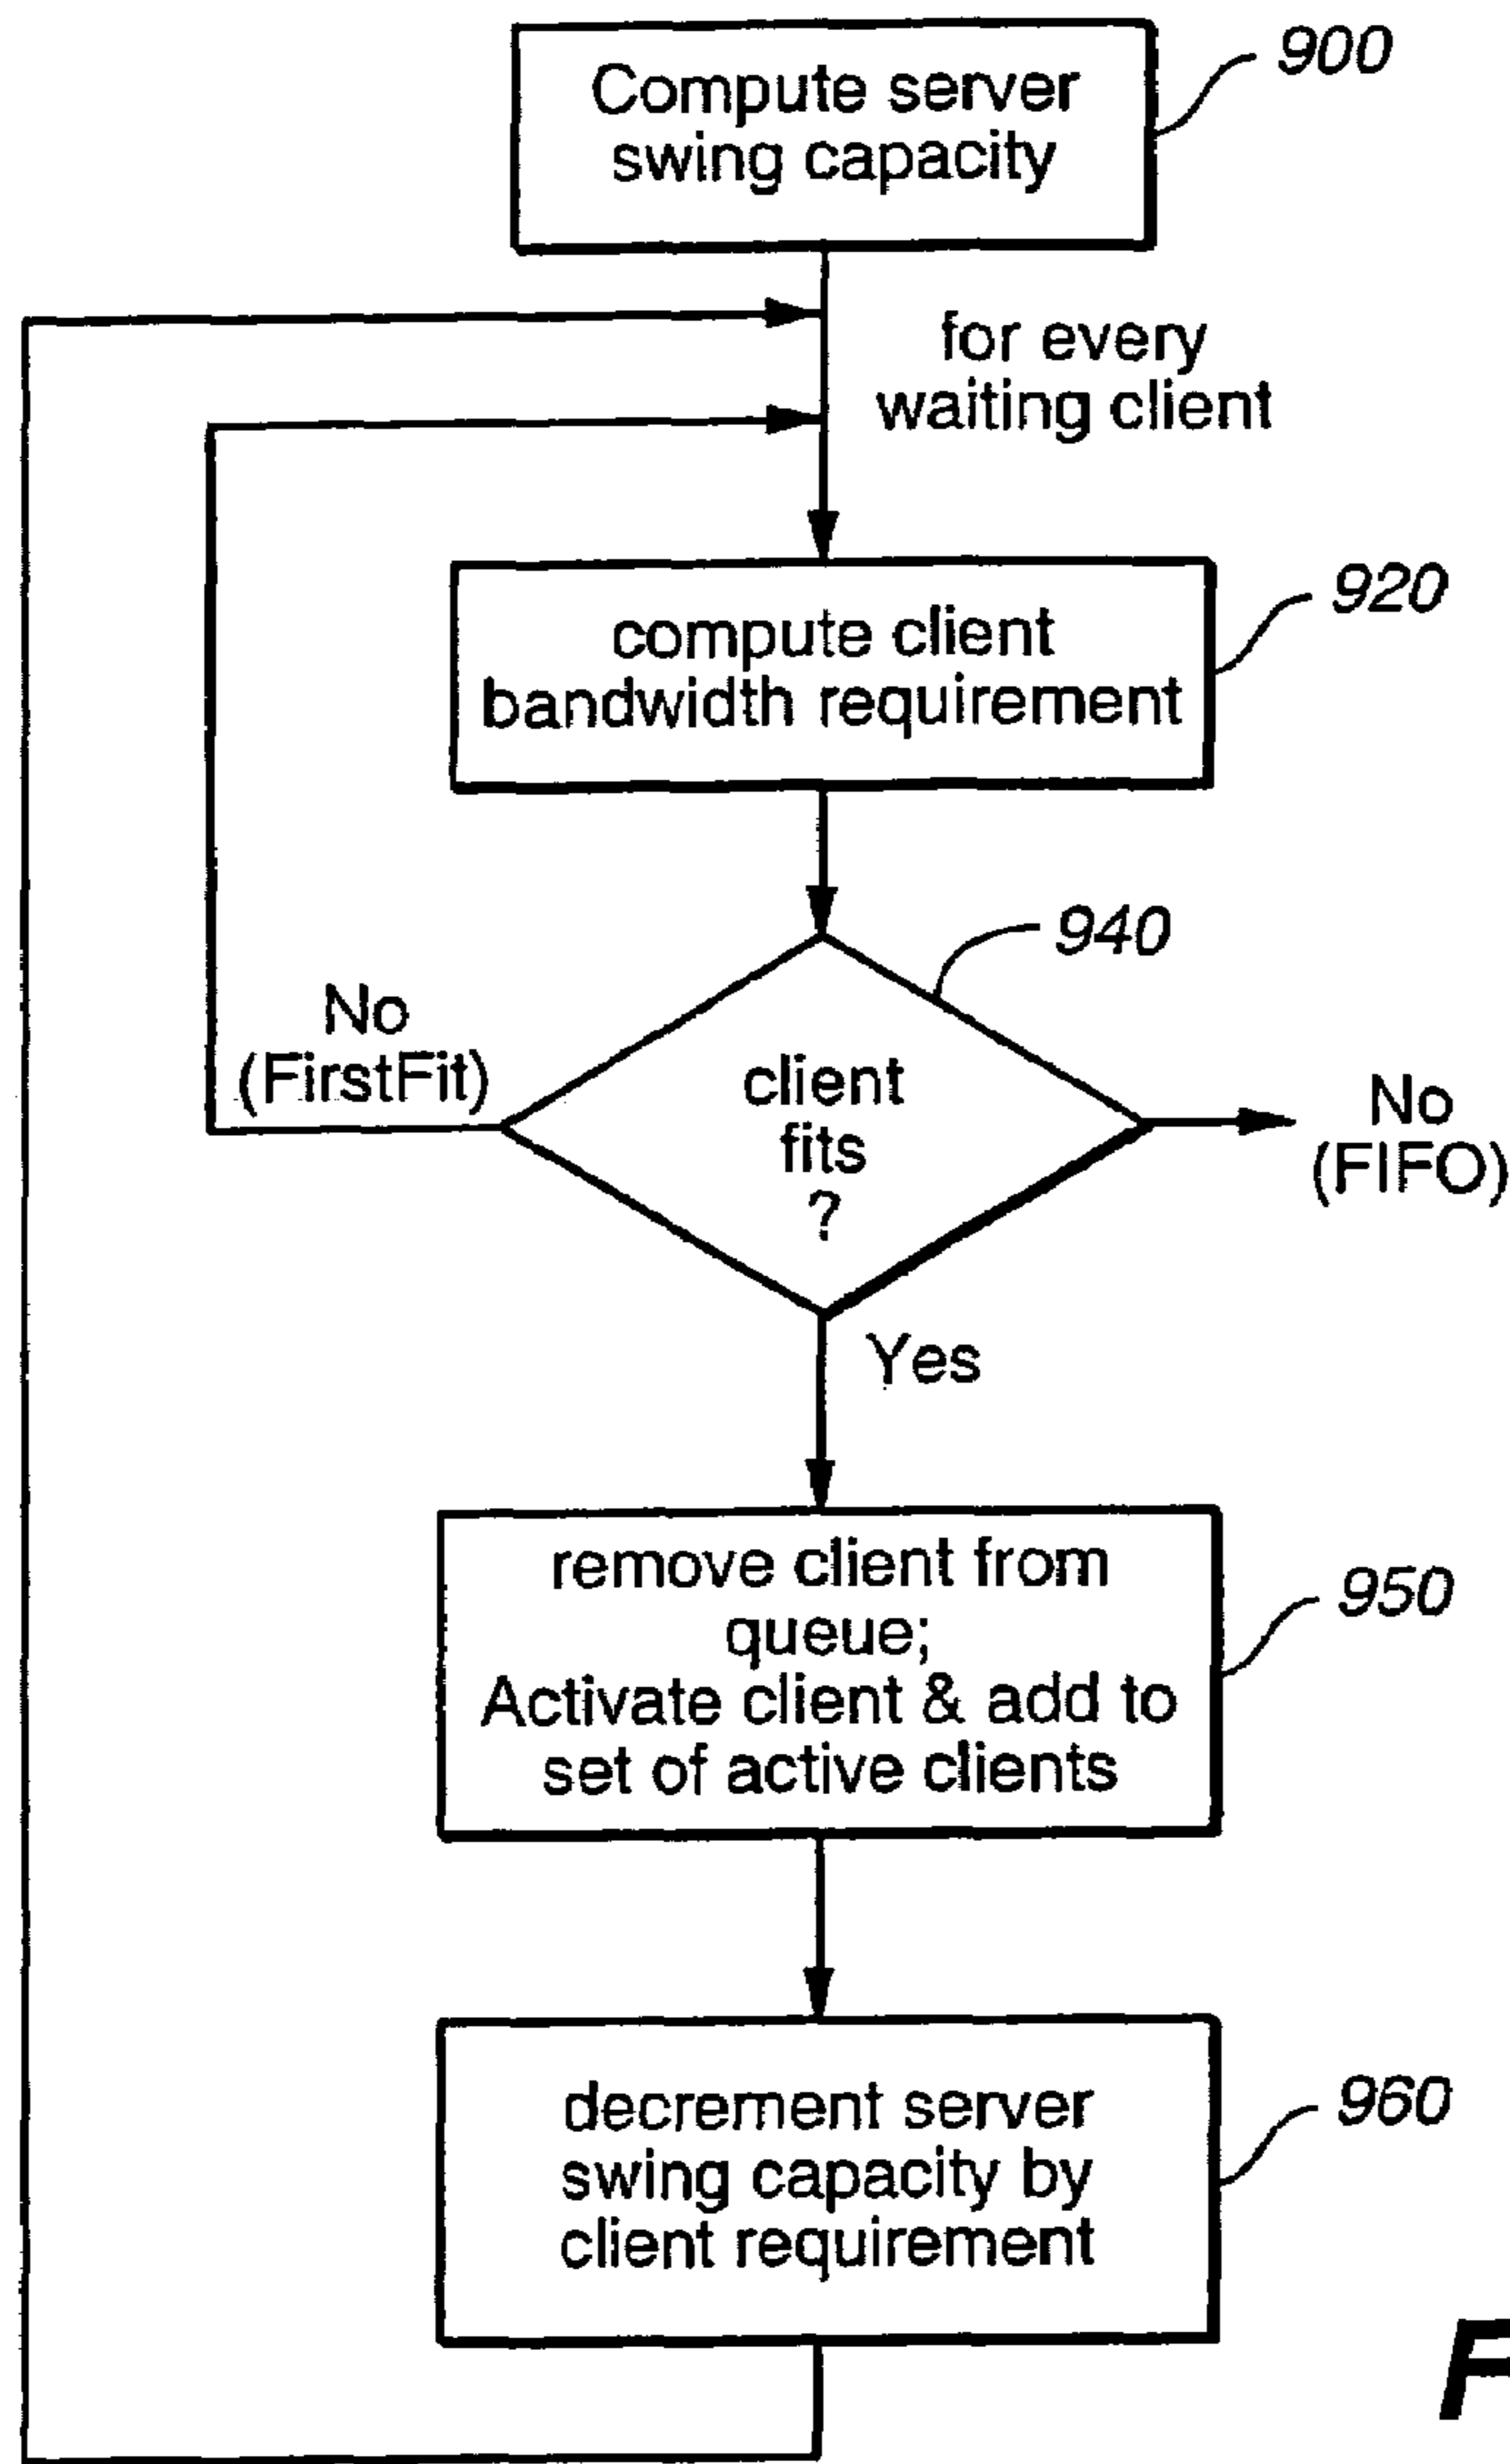 Compute server
swing capacity
900
for every
waiting client
compute client
bandwidth requirement
920
940
No
(FirstFit)
client
fits
?
No
(FIFO)
Yes
remove client from
queue;
Activate client & add to
set of active clients
950
decrement server
swing capacity by
client requirement
960
F